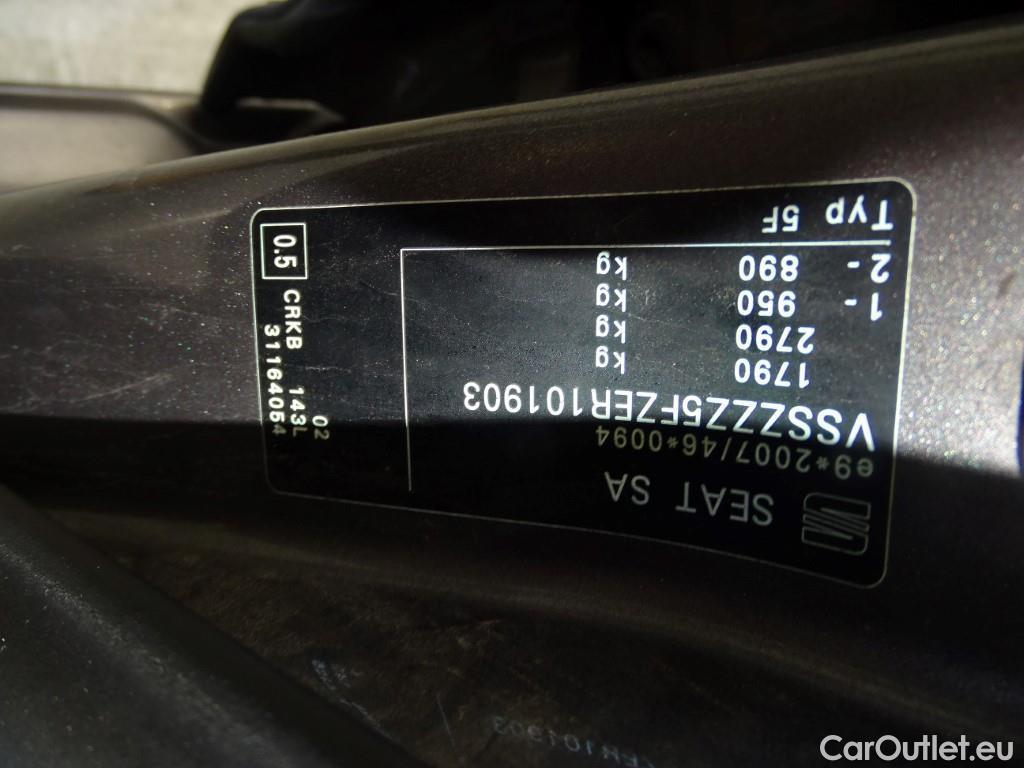 SEAT SA
e9*2007/46*0094
VSSZZZ5FZER101903
1790 kg
2790 kg
1 - 950 kg
2 - 890 kg
Typ 5F
0.5 CRKB 143L 02
31164054
ER101903
CarOutlet.eu